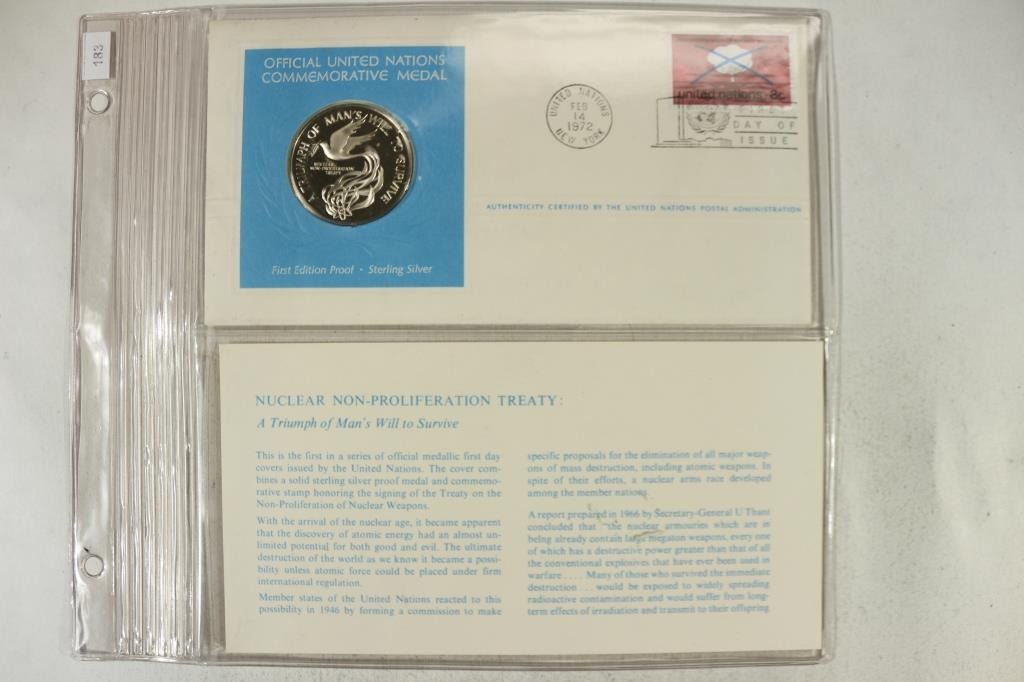 183
OFFICIAL UNITED NATIONS
COMMEMORATIVE MEDAL
A TRIUMPH OF MAN'S WILL TO SURVIVE
NUCLEAR
NON-PROLIFERATION
TREATY
First Edition Proof • Sterling Silver
UNITED NATIONS
FEB
14
1972
NEW YORK
united nations 8c
FIRST
DAY OF
ISSUE
AUTHENTICITY CERTIFIED BY THE UNITED NATIONS POSTAL ADMINISTRATION
NUCLEAR NON-PROLIFERATION TREATY:
A Triumph of Man's Will to Survive
This is the first in a series of official medallic first day
covers issued by the United Nations. The cover com-
bines a solid sterling silver proof medal and commemo-
rative stamp honoring the signing of the Treaty on the
Non-Proliferation of Nuclear Weapons.
With the arrival of the nuclear age, it became apparent
that the discovery of atomic energy had an almost un-
limited potential for both good and evil. The ultimate
destruction of the world as we know it became a possi-
bility unless atomic force could be placed under firm
international regulation.
Member states of the United Nations reacted to this
possibility in 1946 by forming a commission to make
specific proposals for the elimination of all major weap-
ons of mass destruction, including atomic weapons. In
spite of their efforts, a nuclear arms race developed
among the member nations.
A report prepared in 1966 by Secretary-General U Thant
concluded that "the nuclear armouries which are in
being already contain large megaton weapons, every one
of which has a destructive power greater than that of all
the conventional explosives that have ever been used in
warfare .... Many of those who survived the immediate
destruction ... would be exposed to widely spreading
radioactive contamination and would suffer from long-
term effects of irradiation and transmit to their offspring